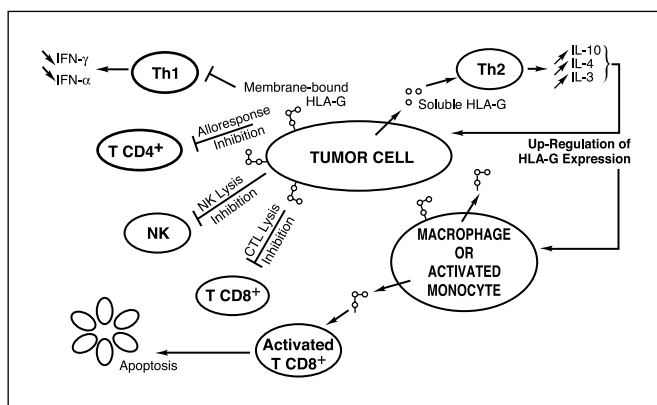 IFN-γ
IFN-α
Th1
Membrane-bound
HLA-G
Th2
IL-10
IL-4
IL-3
Soluble HLA-G
Alloresponse
Inhibition
T CD4+
TUMOR CELL
Up-Regulation of
HLA-G Expression
NK Lysis
Inhibition
NK
CTL Lysis
Inhibition
T CD8+
MACROPHAGE
OR
ACTIVATED
MONOCYTE
Activated
T CD8+
Apoptosis